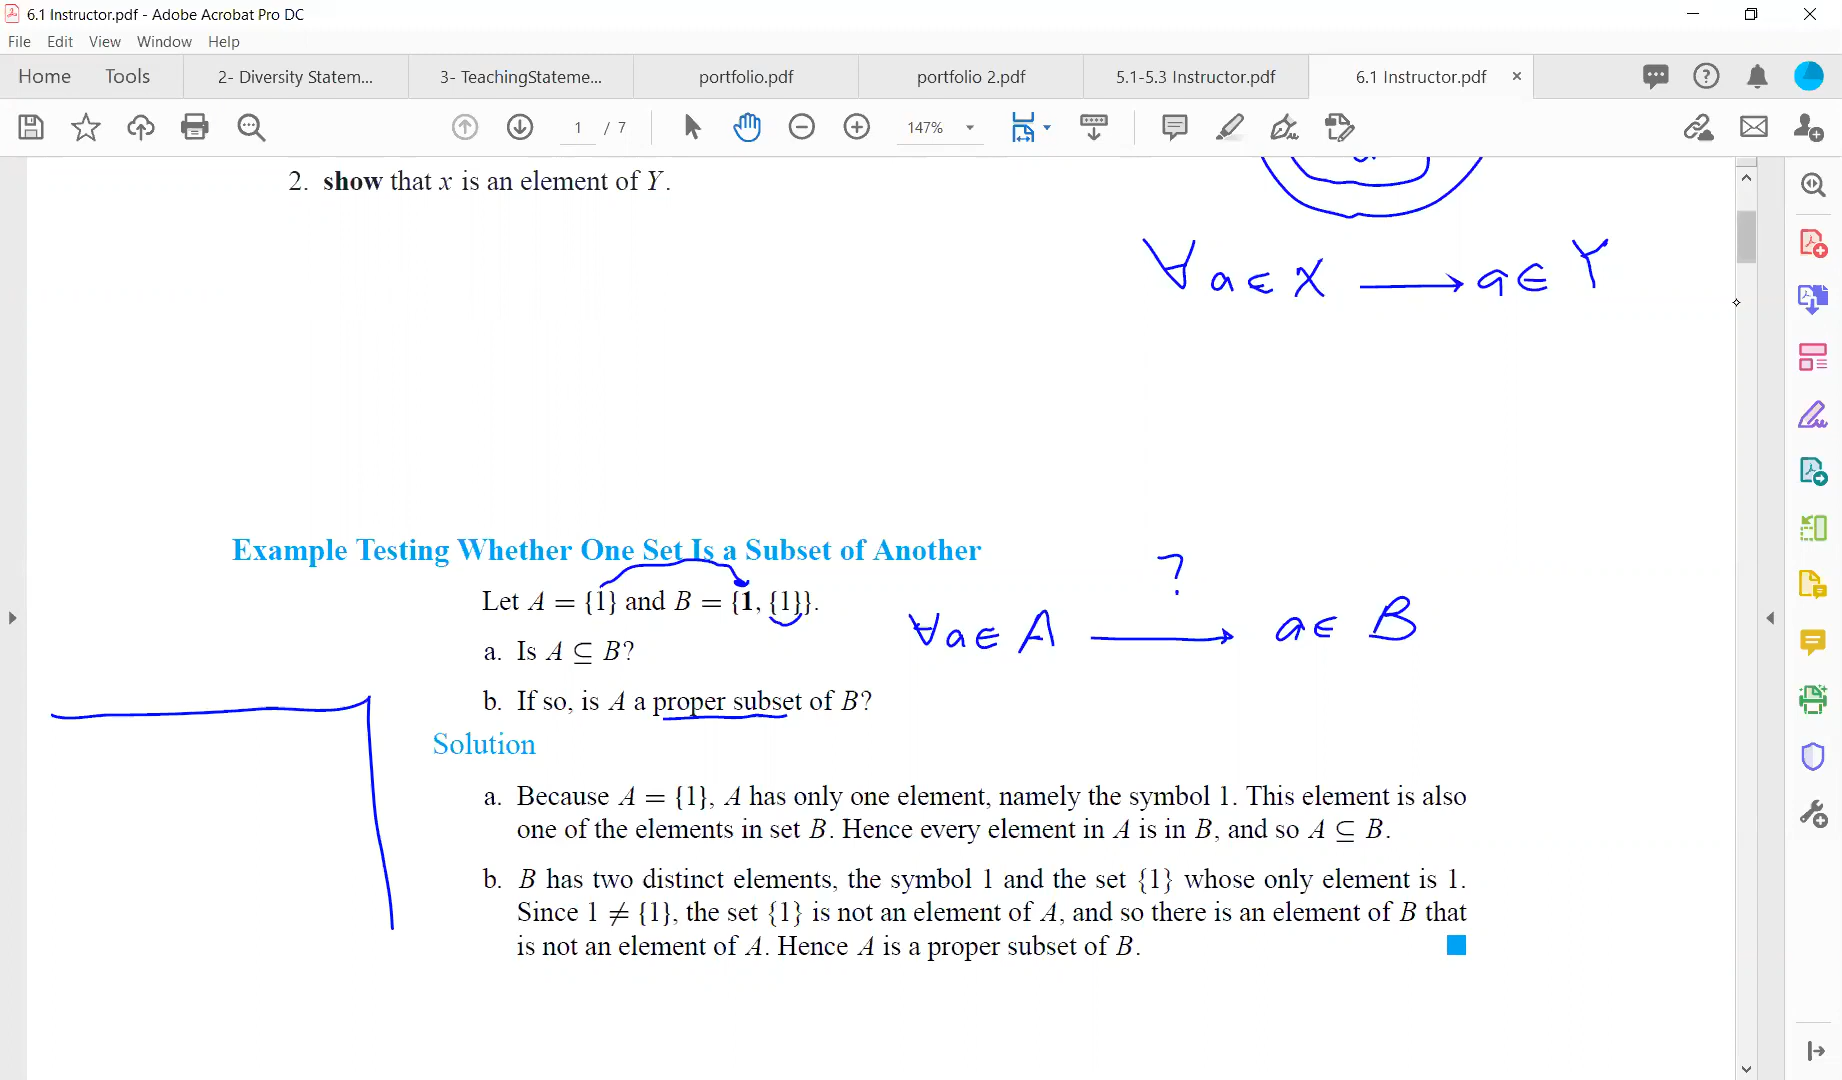 6.1 Instructor.pdf - Adobe Acrobat Pro DC
File Edit View Window Help
Home Tools 2- Diversity Statem... 3- TeachingStateme... portfolio.pdf portfolio 2.pdf 5.1-5.3 Instructor.pdf 6.1 Instructor.pdf ×
1 / 7 147%
2. show that x is an element of Y.
∀ a ∈ X → a ∈ Y
Example Testing Whether One Set Is a Subset of Another
?
Let A = {1} and B = {1, {1}}.
∀a ∈ A → a ∈ B
a. Is A ⊆ B?
b. If so, is A a proper subset of B?
Solution
a. Because A = {1}, A has only one element, namely the symbol 1. This element is also
one of the elements in set B. Hence every element in A is in B, and so A ⊆ B.
b. B has two distinct elements, the symbol 1 and the set {1} whose only element is 1.
Since 1 ≠ {1}, the set {1} is not an element of A, and so there is an element of B that
is not an element of A. Hence A is a proper subset of B.